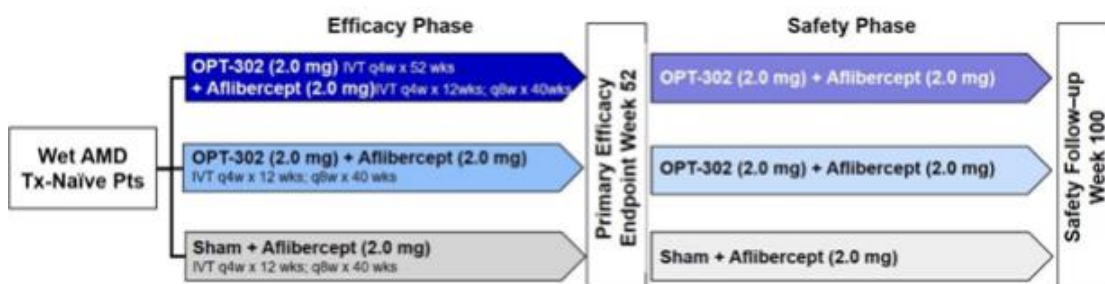 Efficacy Phase
Safety Phase
OPT-302 (2.0 mg) IVT q4w x 52 wks
+ Aflibercept (2.0 mg)IVT q4w x 12wks; q8w x 40wks
OPT-302 (2.0 mg) + Aflibercept (2.0 mg)
Wet AMD
Tx-Naïve Pts
OPT-302 (2.0 mg) + Aflibercept (2.0 mg)
IVT q4w x 12 wks; q8w x 40 wks
OPT-302 (2.0 mg) + Aflibercept (2.0 mg)
Sham + Aflibercept (2.0 mg)
IVT q4w x 12 wks; q8w x 40 wks
Sham + Aflibercept (2.0 mg)
Primary Efficacy
Endpoint Week 52
Safety Follow–up
Week 100